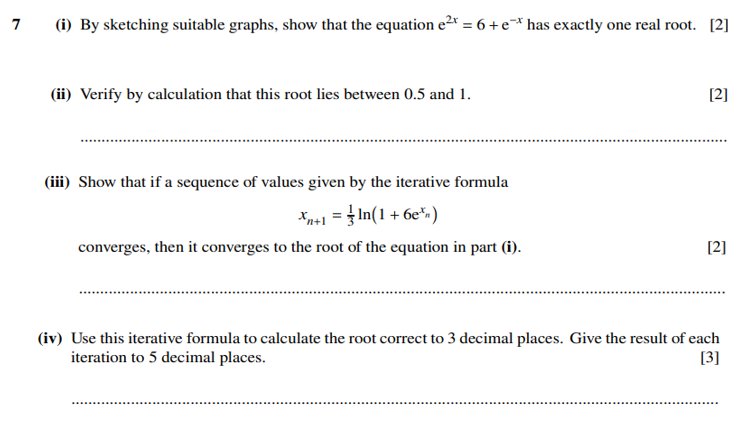 7 (i) By sketching suitable graphs, show that the equation e^{2x} = 6 + e^{−x} has exactly one real root. [2]
(ii) Verify by calculation that this root lies between 0.5 and 1. [2]
(iii) Show that if a sequence of values given by the iterative formula
x_{n+1} = 1/3 ln(1 + 6e^{x_n})
converges, then it converges to the root of the equation in part (i). [2]
(iv) Use this iterative formula to calculate the root correct to 3 decimal places. Give the result of each
iteration to 5 decimal places. [3]